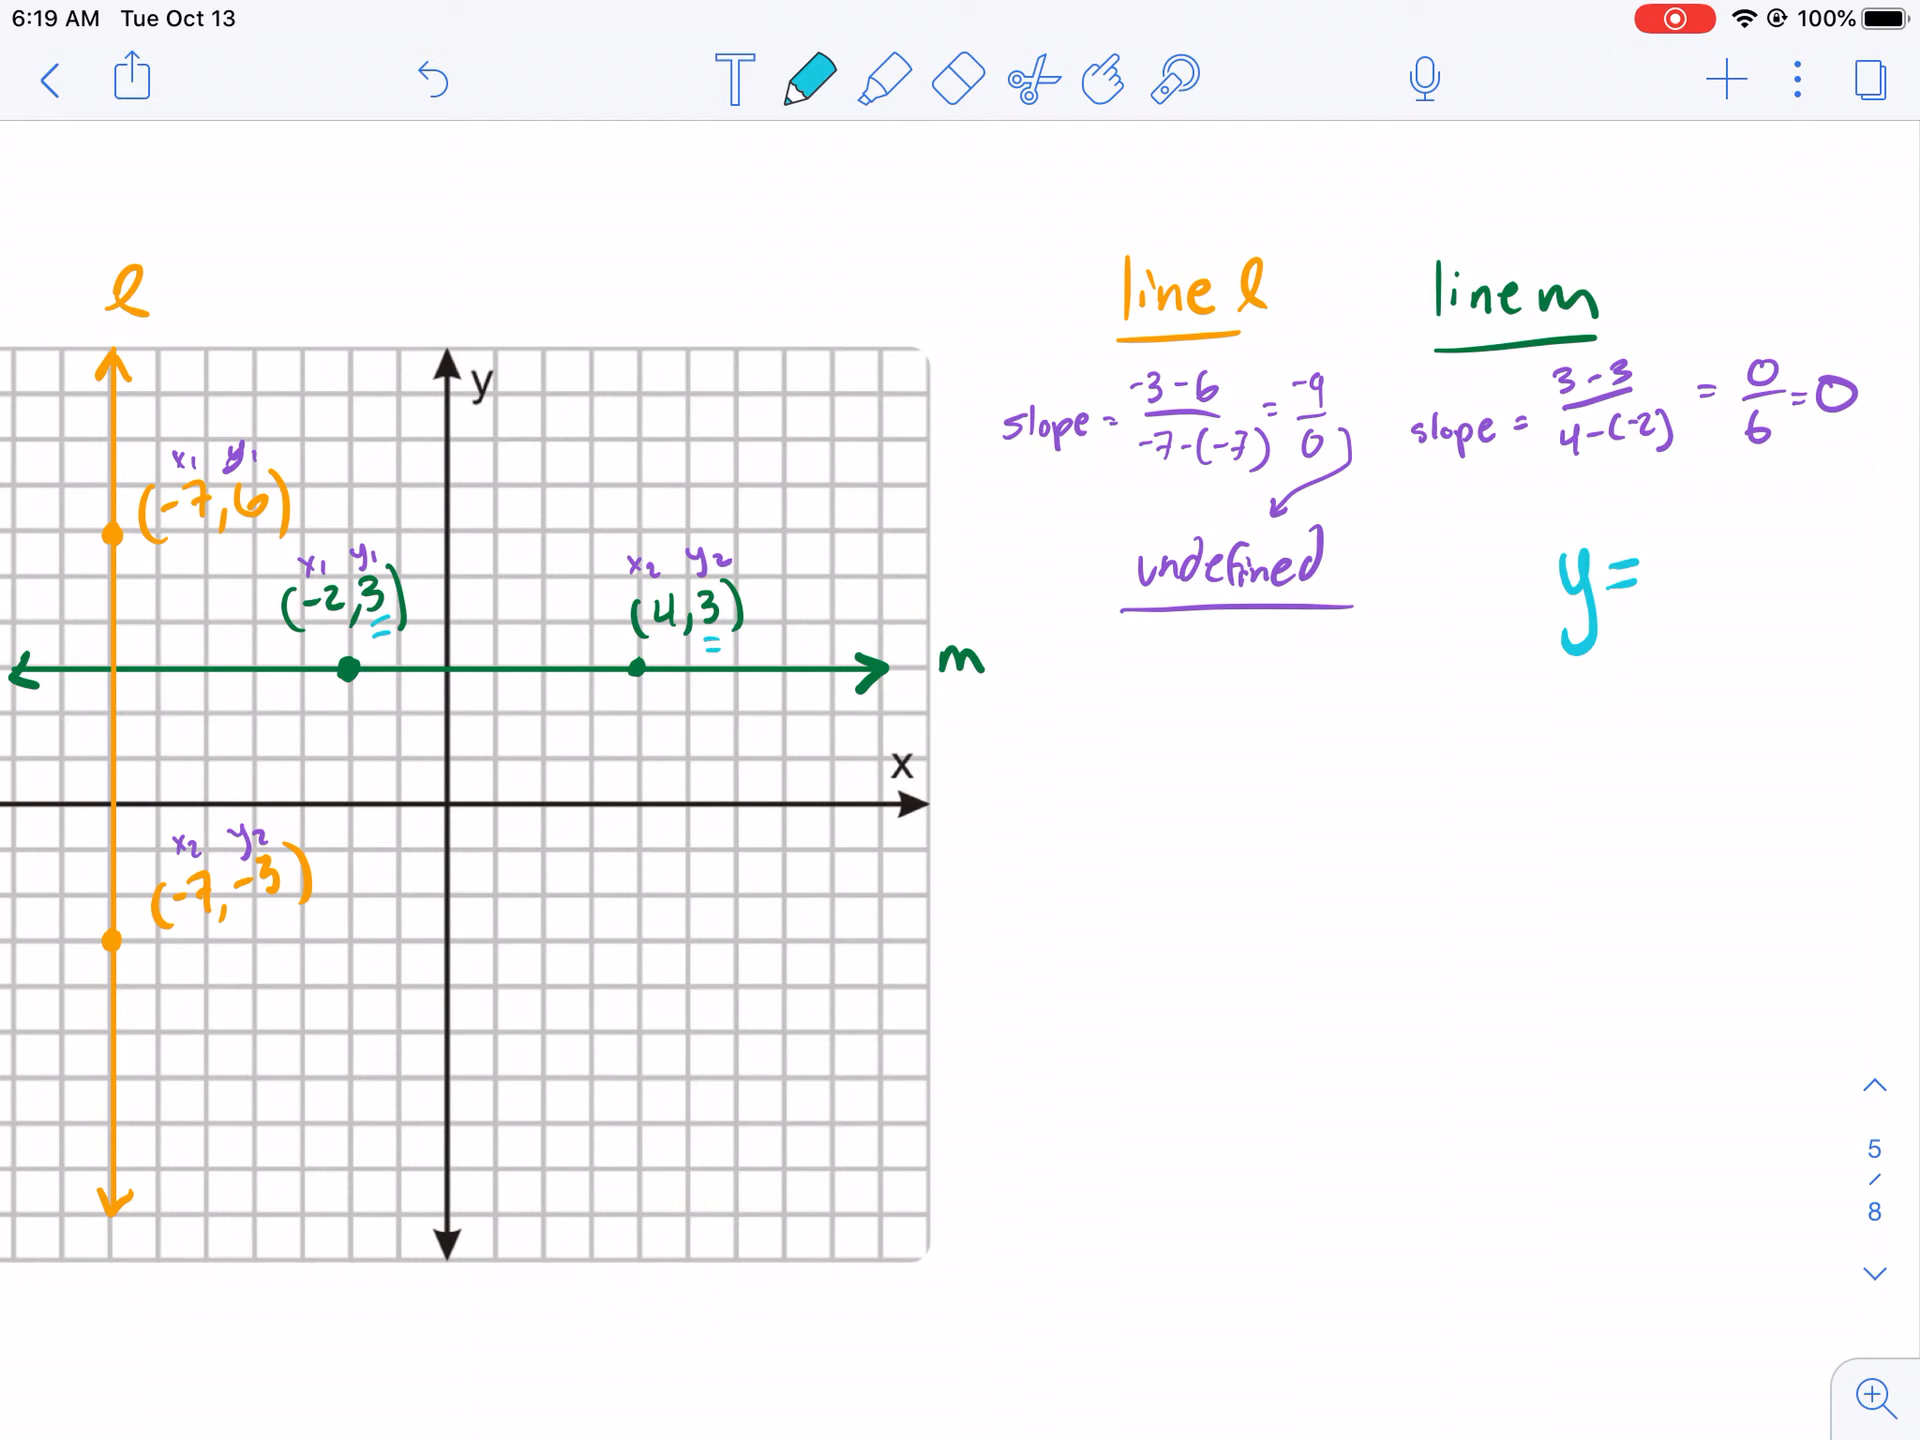 6:19 AM Tue Oct 13
100%
T
ℓ
line ℓ
line m
slope = -3-6/-7-(-7) = -9/0
slope = 3-3/4-(-2) = 0/6 = 0
undefined
y=
y
x₁ y₁
(-7,6)
x₁ y₁
(-2,3)
x₂ y₂
(4,3)
m
x
x₂ y₂
(-7,-3)
5
/
8